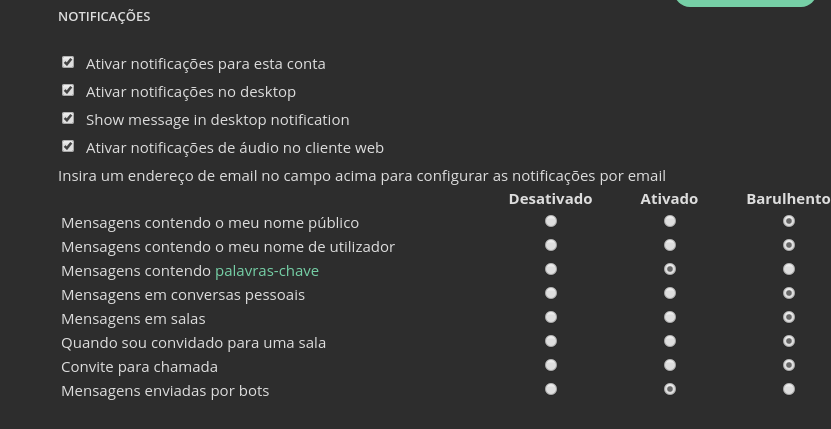 NOTIFICAÇÕES
Ativar notificações para esta conta
Ativar notificações no desktop
Show message in desktop notification
Ativar notificações de áudio no cliente web
Insira um endereço de email no campo acima para configurar as notificações por email
Desativado Ativado Barulhento
Mensagens contendo o meu nome público
Mensagens contendo o meu nome de utilizador
Mensagens contendo palavras-chave
Mensagens em conversas pessoais
Mensagens em salas
Quando sou convidado para uma sala
Convite para chamada
Mensagens enviadas por bots